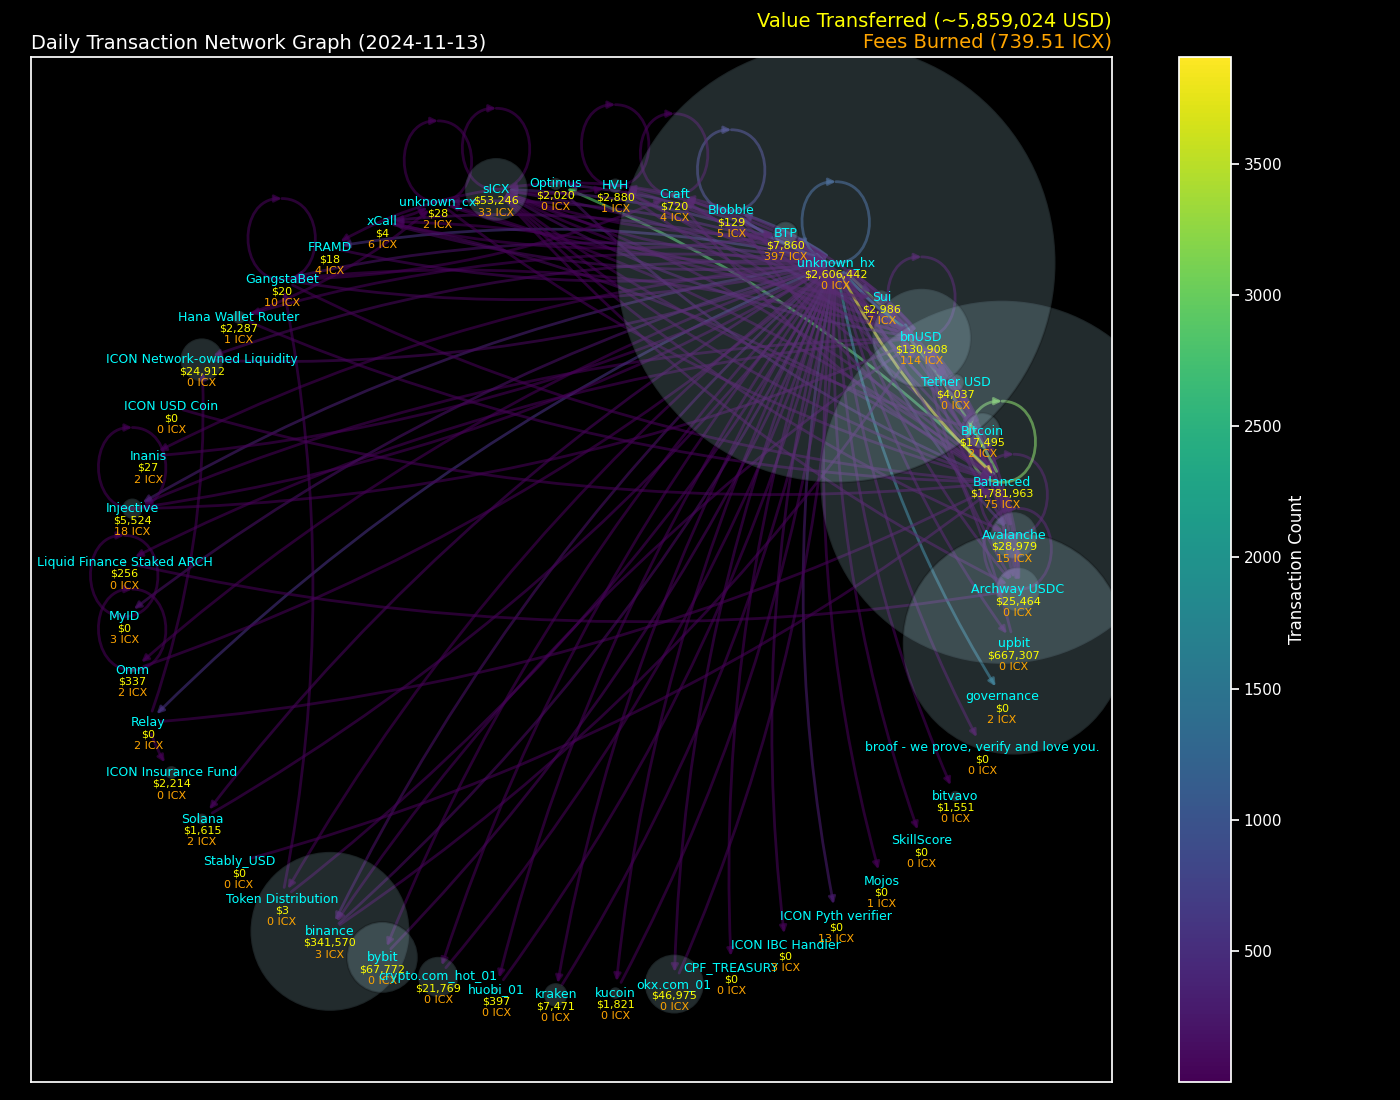 Value Transferred (~5,859,024 USD)
Daily Transaction Network Graph (2024-11-13)
Fees Burned (739.51 ICX)
Optimus
$2,020
0 ICX
HVH
$2,880
1 ICX
sICX
$53,246
33 ICX
Craft
$720
4 ICX
unknown_cx
$28
2 ICX
Blobble
$129
5 ICX
xCall
$4
6 ICX
BTP
$7,860
397 ICX
FRAMD
$18
4 ICX
unknown_hx
$2,606,442
0 ICX
GangstaBet
$20
10 ICX
Sui
$2,986
7 ICX
Hana Wallet Router
$2,287
1 ICX
bnUSD
$130,908
114 ICX
ICON Network-owned Liquidity
$24,912
0 ICX
Tether USD
$4,037
0 ICX
ICON USD Coin
$0
0 ICX
Bitcoin
$17,495
2 ICX
Inanis
$27
2 ICX
Balanced
$1,781,963
75 ICX
Injective
$5,524
18 ICX
Avalanche
$28,979
15 ICX
Liquid Finance Staked ARCH
$256
0 ICX
Archway USDC
$25,464
0 ICX
MyID
$0
3 ICX
upbit
$667,307
0 ICX
Omm
$337
2 ICX
governance
$0
2 ICX
Relay
$0
2 ICX
broof - we prove, verify and love you.
$0
0 ICX
ICON Insurance Fund
$2,214
0 ICX
bitvavo
$1,551
0 ICX
Solana
$1,615
2 ICX
SkillScore
$0
0 ICX
Stably_USD
$0
0 ICX
Mojos
$0
1 ICX
Token Distribution
$3
0 ICX
ICON Pyth verifier
$0
13 ICX
binance
$341,570
3 ICX
ICON IBC Handler
$0
ICX
bybit
$67,772
0 ICX
CPF_TREASURY
$0
0 ICX
crypto.com_hot_01
$21,769
0 ICX
okx.com_01
$46,975
0 ICX
huobi_01
$397
0 ICX
kraken
$7,471
0 ICX
kucoin
$1,821
0 ICX
3500
3000
2500
2000
1500
1000
500
Transaction Count